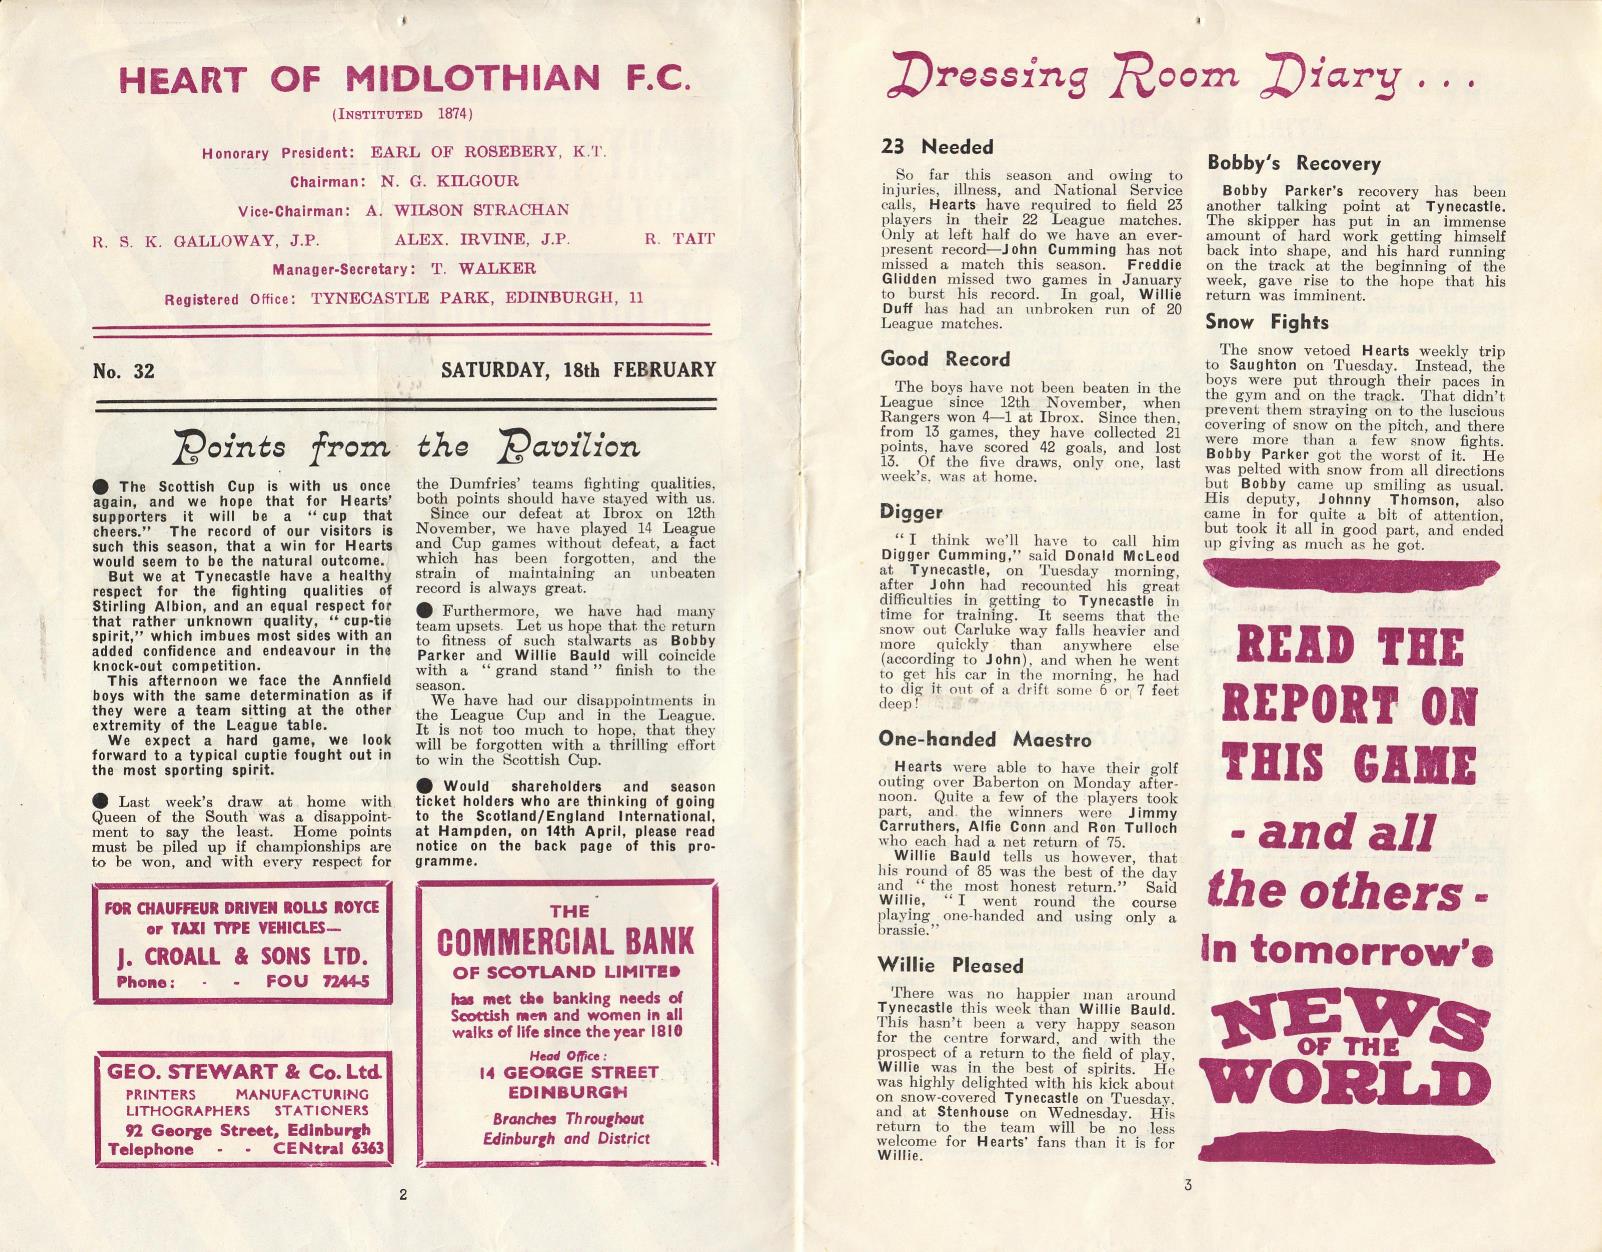 HEART OF MIDLOTHIAN F.C.
(INSTITUTED 1874)
Honorary President: EARL OF ROSEBERY, K.T.
Chairman: N. G. KILGOUR
Vice-Chairman: A. WILSON STRACHAN
R. S. K. GALLOWAY, J.P. ALEX. IRVINE, J.P. R. TAIT
Manager-Secretary: T. WALKER
Registered Office: TYNECASTLE PARK, EDINBURGH, 11
No. 32 SATURDAY, 18th FEBRUARY
Points from the Pavilion
● The Scottish Cup is with us once
again, and we hope that for Hearts'
supporters it will be a "cup that
cheers." The record of our visitors is
such this season, that a win for Hearts
would seem to be the natural outcome.
But we at Tynecastle have a healthy
respect for the fighting qualities of
Stirling Albion, and an equal respect for
that rather unknown quality, "cup-tie
spirit," which imbues most sides with an
added confidence and endeavour in the
knock-out competition.
This afternoon we face the Annfield
boys with the same determination as if
they were a team sitting at the other
extremity of the League table.
We expect a hard game, we look
forward to a typical cuptie fought out in
the most sporting spirit.
● Last week's draw at home with
Queen of the South was a disappoint-
ment to say the least. Home points
must be piled up if championships are
to be won, and with every respect for
the Dumfries' teams fighting qualities,
both points should have stayed with us.
Since our defeat at Ibrox on 12th
November, we have played 14 League
and Cup games without defeat, a fact
which has been forgotten, and the
strain of maintaining an unbeaten
record is always great.
● Furthermore, we have had many
team upsets. Let us hope that the return
to fitness of such stalwarts as Bobby
Parker and Willie Bauld will coincide
with a "grand stand" finish to the
season.
We have had our disappointments in
the League Cup and in the League.
It is not too much to hope, that they
will be forgotten with a thrilling effort
to win the Scottish Cup.
● Would shareholders and season
ticket holders who are thinking of going
to the Scotland/England International,
at Hampden, on 14th April, please read
notice on the back page of this pro-
gramme.
FOR CHAUFFEUR DRIVEN ROLLS ROYCE
or TAXI TYPE VEHICLES—
J. CROALL & SONS LTD.
Phone: - - FOU 7244-5
GEO. STEWART & Co. Ltd.
PRINTERS MANUFACTURING
LITHOGRAPHERS STATIONERS
92 George Street, Edinburgh
Telephone - - CENtral 6363
THE
COMMERCIAL BANK
OF SCOTLAND LIMITED
has met the banking needs of
Scottish men and women in all
walks of life since the year 1810
Head Office:
14 GEORGE STREET
EDINBURGH
Branches Throughout
Edinburgh and District
2
Dressing Room Diary . . .
23 Needed
So far this season and owing to
injuries, illness, and National Service
calls, Hearts have required to field 23
players in their 22 League matches.
Only at left half do we have an ever-
present record—John Cumming has not
missed a match this season. Freddie
Glidden missed two games in January
to burst his record. In goal, Willie
Duff has had an unbroken run of 20
League matches.
Good Record
The boys have not been beaten in the
League since 12th November, when
Rangers won 4—1 at Ibrox. Since then,
from 13 games, they have collected 21
points, have scored 42 goals, and lost
13. Of the five draws, only one, last
week's, was at home.
Digger
"I think we'll have to call him
Digger Cumming," said Donald McLeod
at Tynecastle, on Tuesday morning,
after John had recounted his great
difficulties in getting to Tynecastle in
time for training. It seems that the
snow out Carluke way falls heavier and
more quickly than anywhere else
(according to John), and when he went
to get his car in the morning, he had
to dig it out of a drift some 6 or 7 feet
deep!
One-handed Maestro
Hearts were able to have their golf
outing over Baberton on Monday after-
noon. Quite a few of the players took
part, and the winners were Jimmy
Carruthers, Alfie Conn and Ron Tulloch
who each had a net return of 75.
Willie Bauld tells us however, that
his round of 85 was the best of the day
and "the most honest return." Said
Willie, "I went round the course
playing one-handed and using only a
brassie."
Willie Pleased
There was no happier man around
Tynecastle this week than Willie Bauld.
This hasn't been a very happy season
for the centre forward, and with the
prospect of a return to the field of play,
Willie was in the best of spirits. He
was highly delighted with his kick about
on snow-covered Tynecastle on Tuesday,
and at Stenhouse on Wednesday. His
return to the team will be no less
welcome for Hearts' fans than it is for
Willie.
Bobby's Recovery
Bobby Parker's recovery has been
another talking point at Tynecastle.
The skipper has put in an immense
amount of hard work getting himself
back into shape, and his hard running
on the track at the beginning of the
week, gave rise to the hope that his
return was imminent.
Snow Fights
The snow vetoed Hearts weekly trip
to Saughton on Tuesday. Instead, the
boys were put through their paces in
the gym and on the track. That didn't
prevent them straying on to the luscious
covering of snow on the pitch, and there
were more than a few snow fights.
Bobby Parker got the worst of it. He
was pelted with snow from all directions
but Bobby came up smiling as usual.
His deputy, Johnny Thomson, also
came in for quite a bit of attention,
but took it all in good part, and ended
up giving as much as he got.
READ THE
REPORT ON
THIS GAME
- and all
the others -
In tomorrow's
NEWS
OF THE
WORLD
3